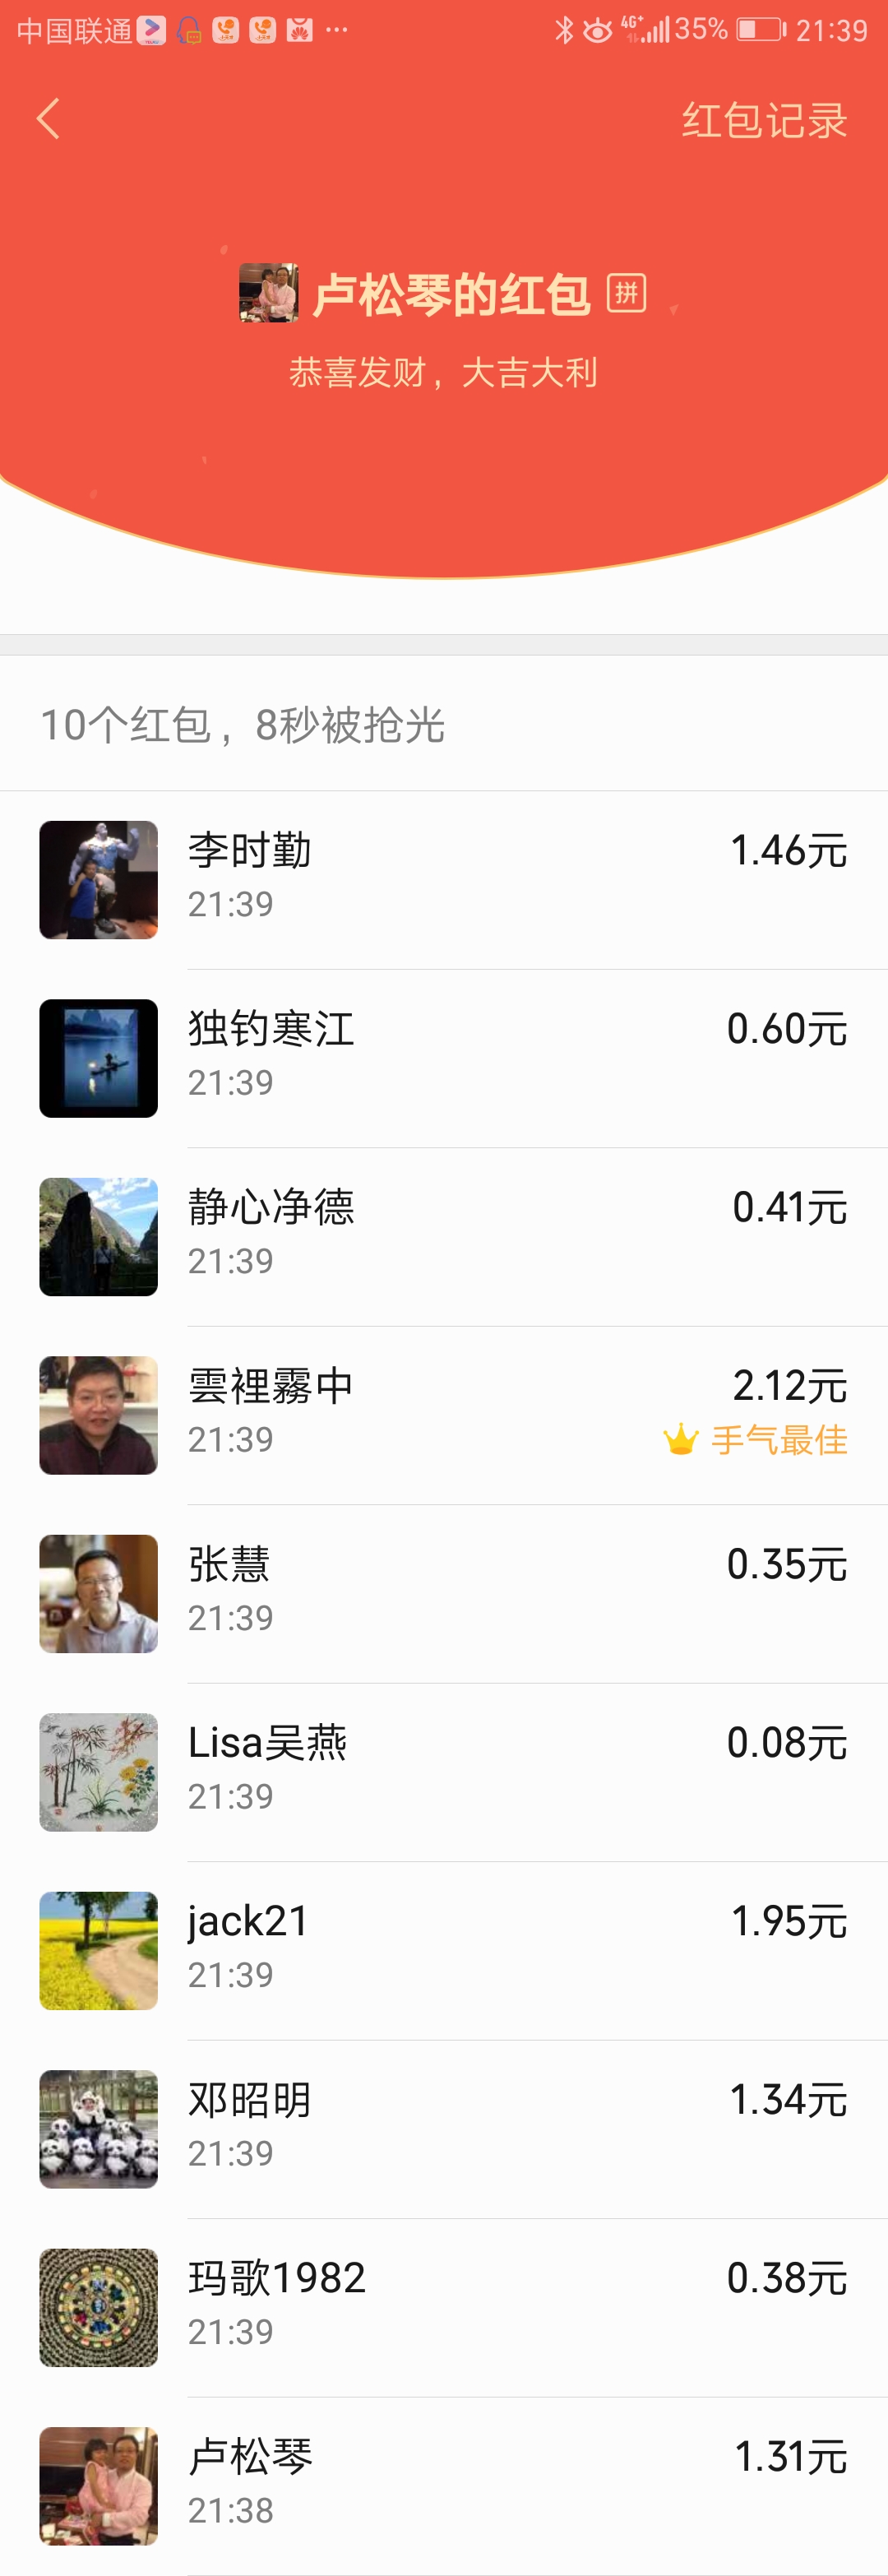 中国联通 ··· 4G+ 35% 21:39
红包记录
卢松琴的红包 拼
恭喜发财，大吉大利
10个红包，8秒被抢光
李时勤 1.46元
21:39
独钓寒江 0.60元
21:39
静心净德 0.41元
21:39
雲裡霧中 2.12元
21:39 手气最佳
张慧 0.35元
21:39
Lisa吴燕 0.08元
21:39
jack21 1.95元
21:39
邓昭明 1.34元
21:39
玛歌1982 0.38元
21:39
卢松琴 1.31元
21:38